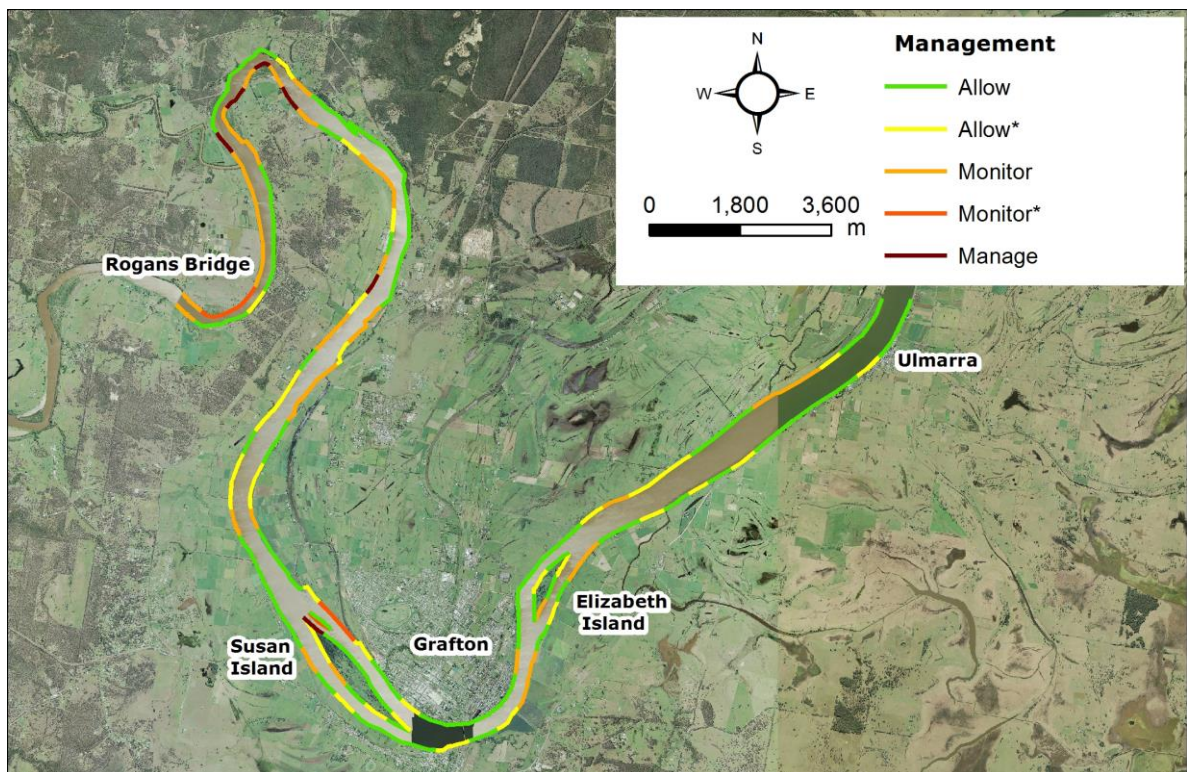 Management
N
W
E
S
Allow
Allow*
Monitor
Monitor*
Manage
0 1,800 3,600
m
Rogans Bridge
Ulmarra
Elizabeth
Island
Grafton
Susan
Island